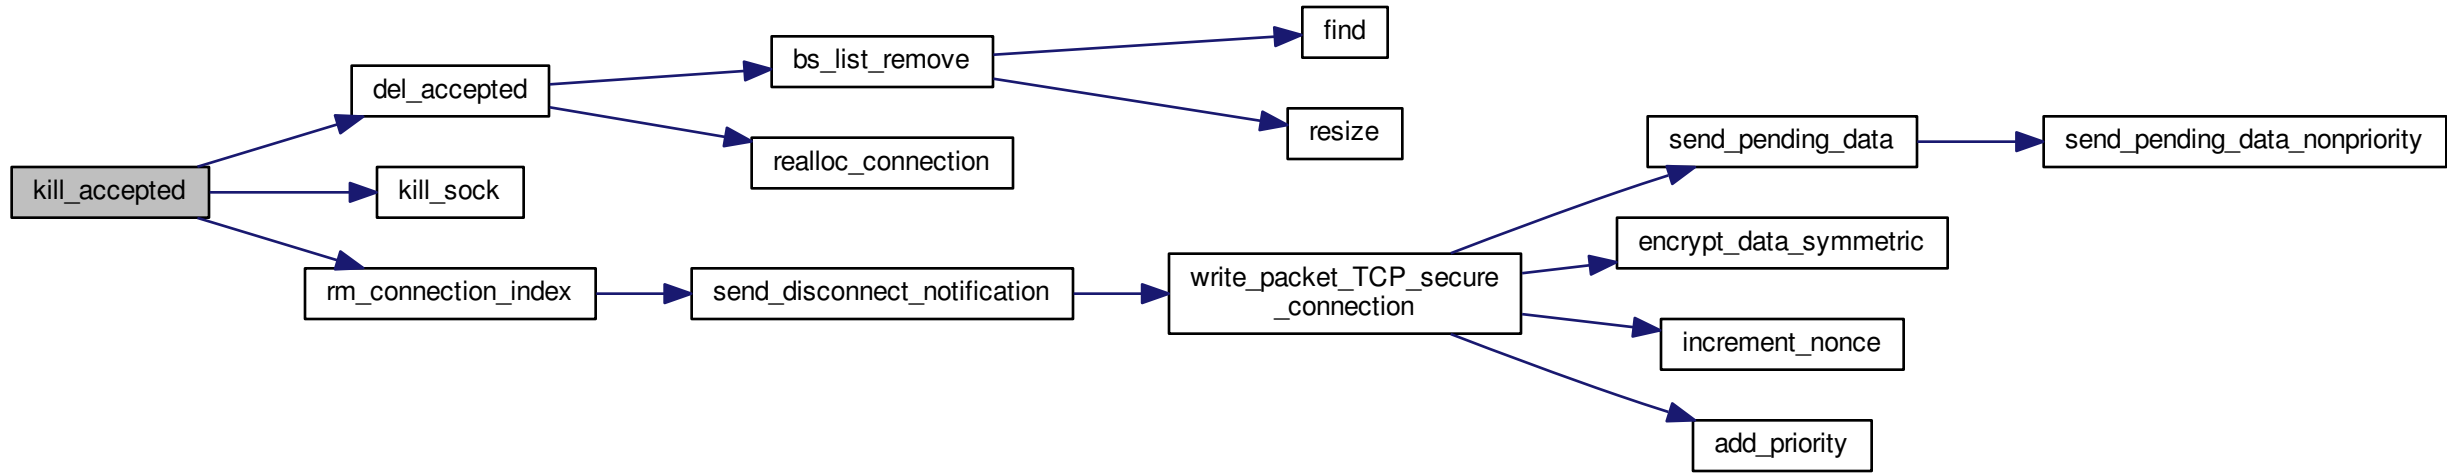 kill_accepted
del_accepted
kill_sock
rm_connection_index
bs_list_remove
realloc_connection
send_disconnect_notification
find
resize
write_packet_TCP_secure
_connection
send_pending_data
encrypt_data_symmetric
increment_nonce
add_priority
send_pending_data_nonpriority